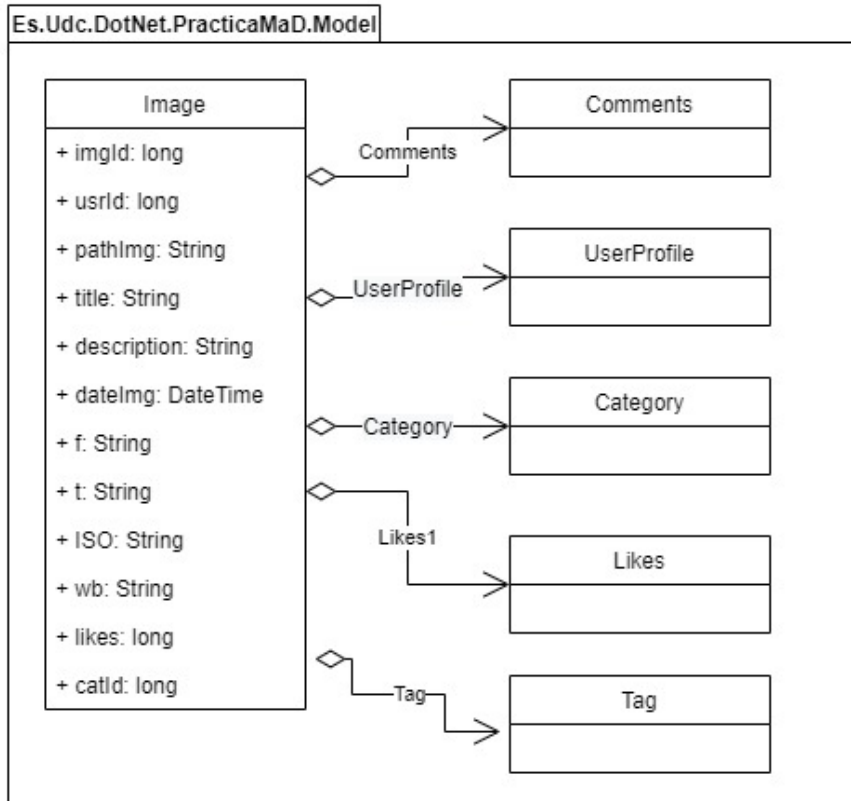 Es.Udc.DotNet.PracticaMaD.Model
Image
+ imgId: long
+ usrId: long
+ pathImg: String
+ title: String
+ description: String
+ dateImg: DateTime
+ f: String
+ t: String
+ ISO: String
+ wb: String
+ likes: long
+ catId: long
Comments
Comments
UserProfile
UserProfile
Category
Category
Likes1
Likes
Tag
Tag